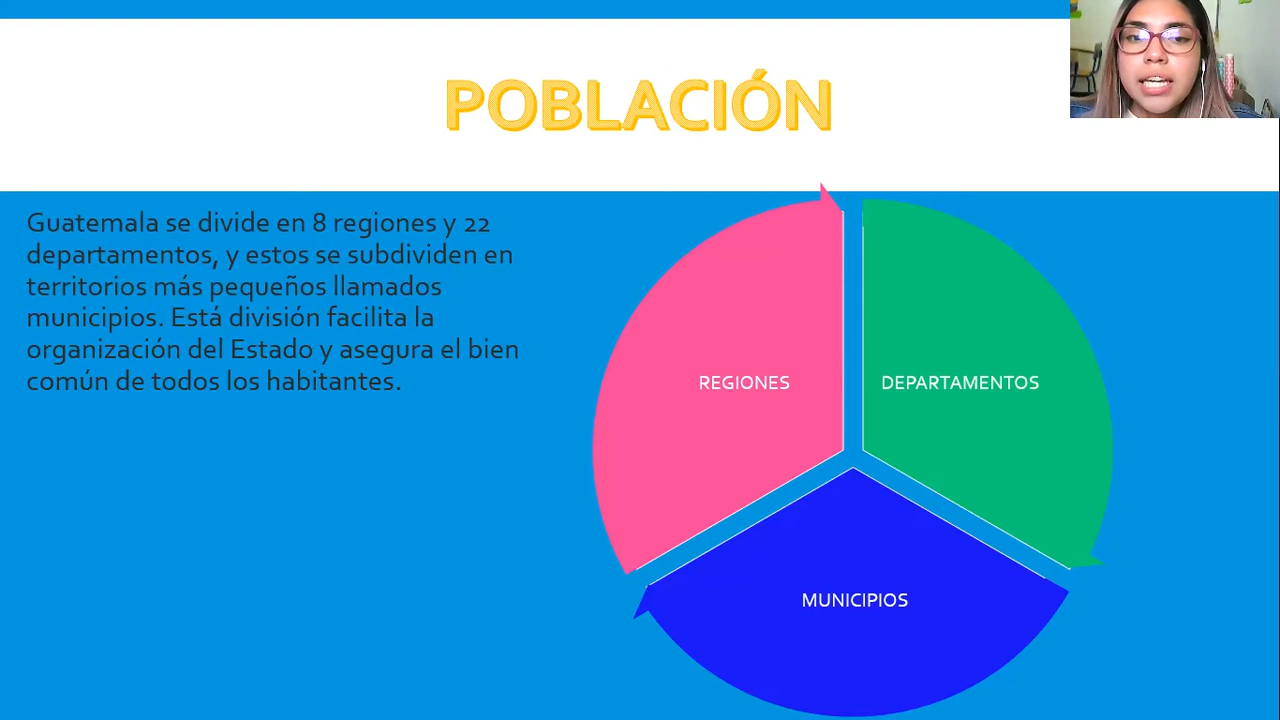 POBLACIÓN
Guatemala se divide en 8 regiones y 22
departamentos, y estos se subdividen en
territorios más pequeños llamados
municipios. Está división facilita la
organización del Estado y asegura el bien
común de todos los habitantes.
REGIONES
DEPARTAMENTOS
MUNICIPIOS